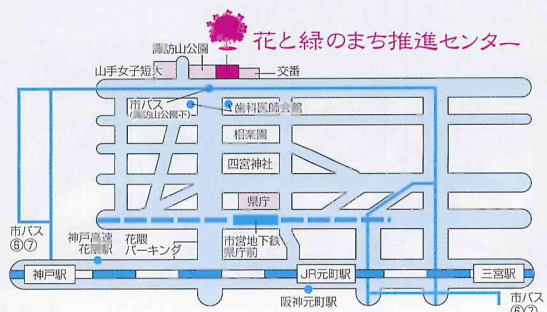 花と緑のまち推進センター
諏訪山公園
山手女子短大
交番
市バス
(諏訪山公園下)
歯科医師会館
相楽園
四宮神社
県庁
市バス
⑥⑦
神戸高速
花隈駅
花隈
パーキング
市営地下鉄
県庁前
神戸駅
JR元町駅
三宮駅
阪神元町駅
市バス
⑥⑦